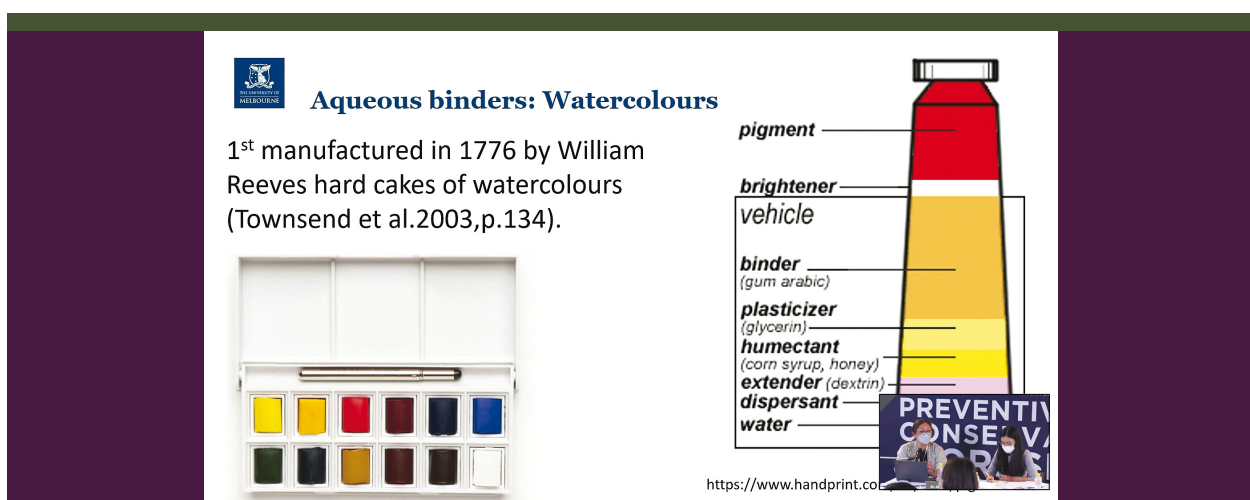 THE UNIVERSITY OF
MELBOURNE
Aqueous binders: Watercolours
1st manufactured in 1776 by William
Reeves hard cakes of watercolours
(Townsend et al.2003,p.134).
pigment
brightener
vehicle
binder
(gum arabic)
plasticizer
(glycerin)
humectant
(corn syrup, honey)
extender (dextrin)
dispersant
water
https://www.handprint.co
PREVENTIV
CONSERVA